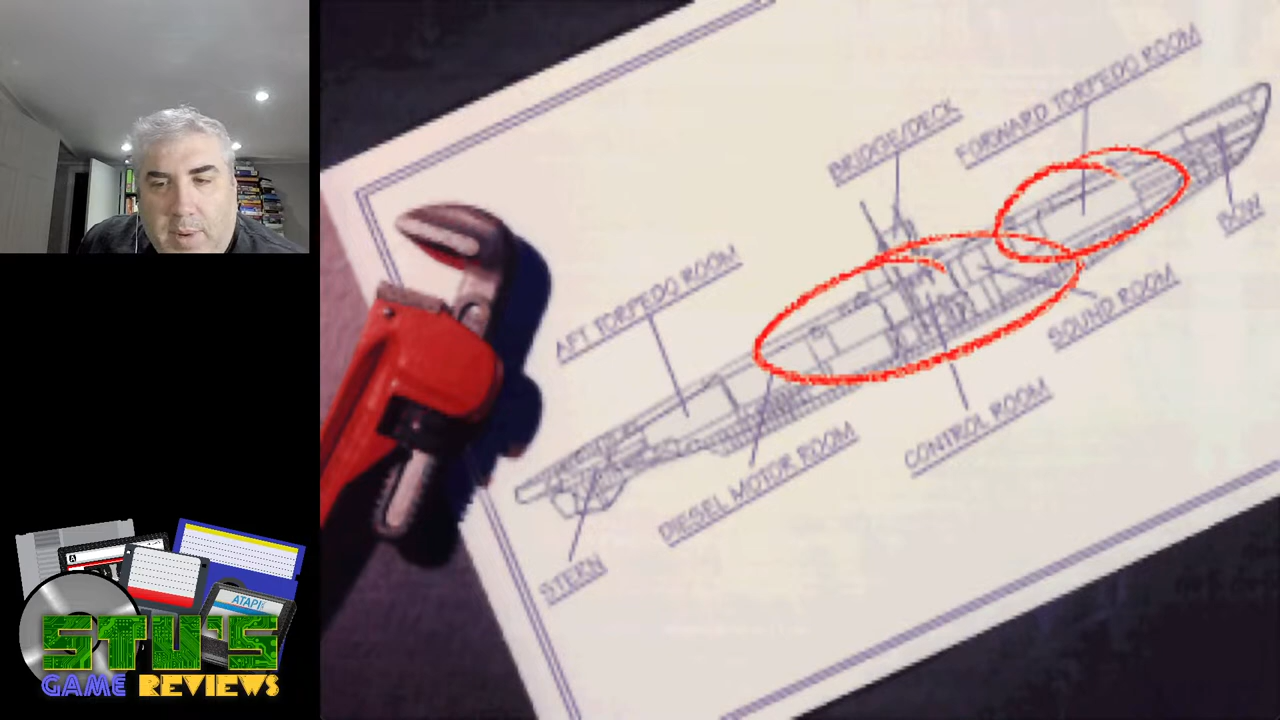 FORWARD TORPEDO ROOM
BRIDGE/DECK
BOW
AFT TORPEDO ROOM
SOUND ROOM
CONTROL ROOM
DIESEL MOTOR ROOM
STERN
A
ATAPI
STU'S
GAME REVIEWS